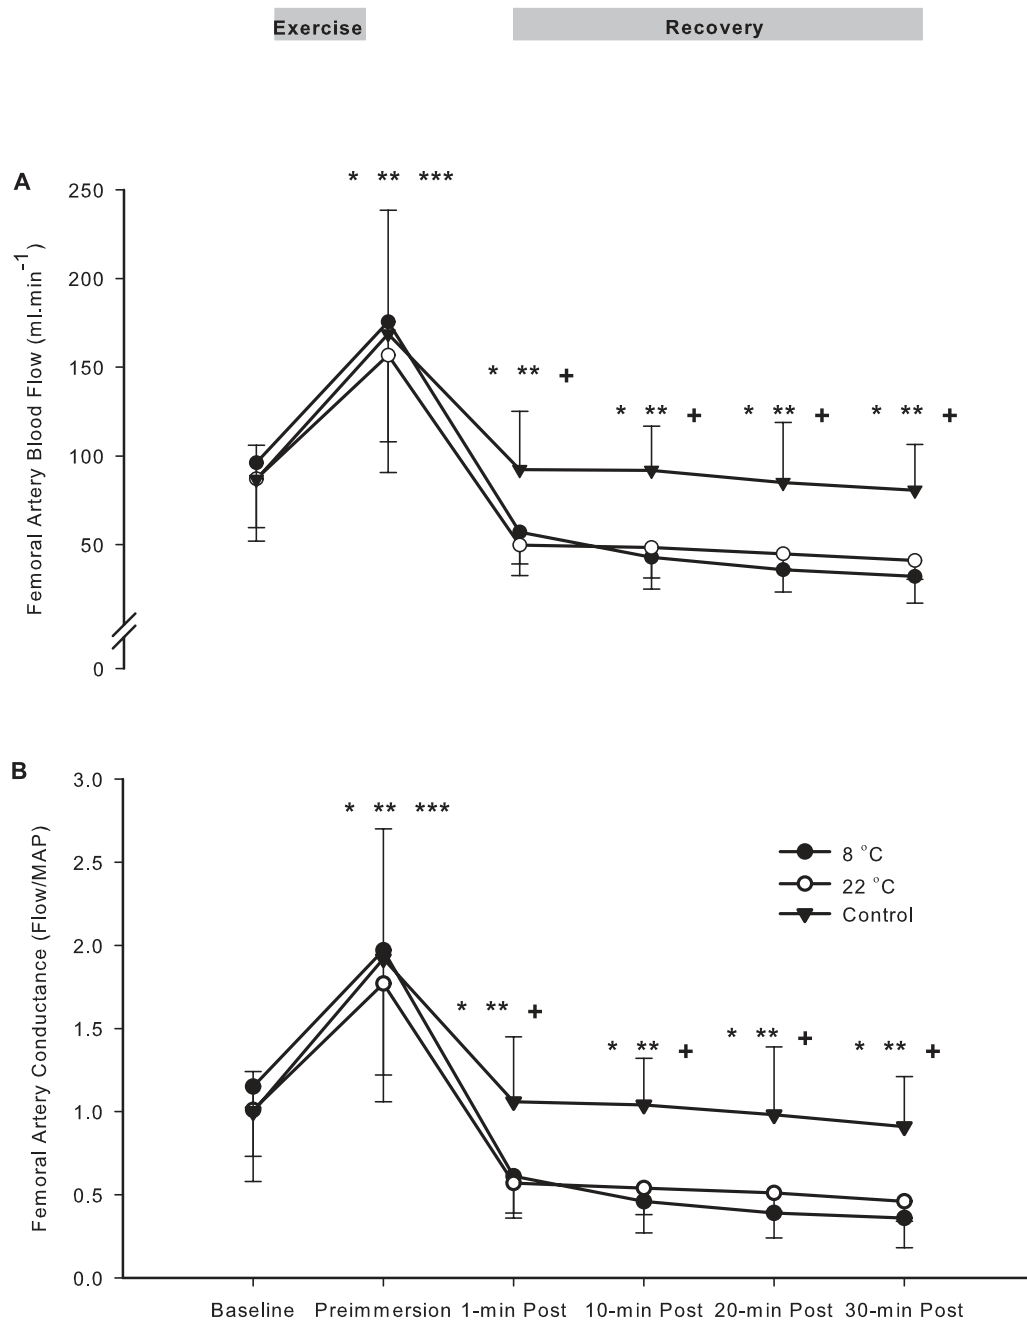 Exercise Recovery
A
* ** ***
250
200
150
100
50
0
Femoral Artery Blood Flow (ml.min-1)
* ** +
* ** + * ** + * ** +
B
3.0
2.5
2.0
1.5
1.0
0.5
0.0
Femoral Artery Conductance (Flow/MAP)
* ** ***
8 °C
22 °C
Control
* ** +
* ** + * ** + * ** +
Baseline Preimmersion 1-min Post 10-min Post 20-min Post 30-min Post